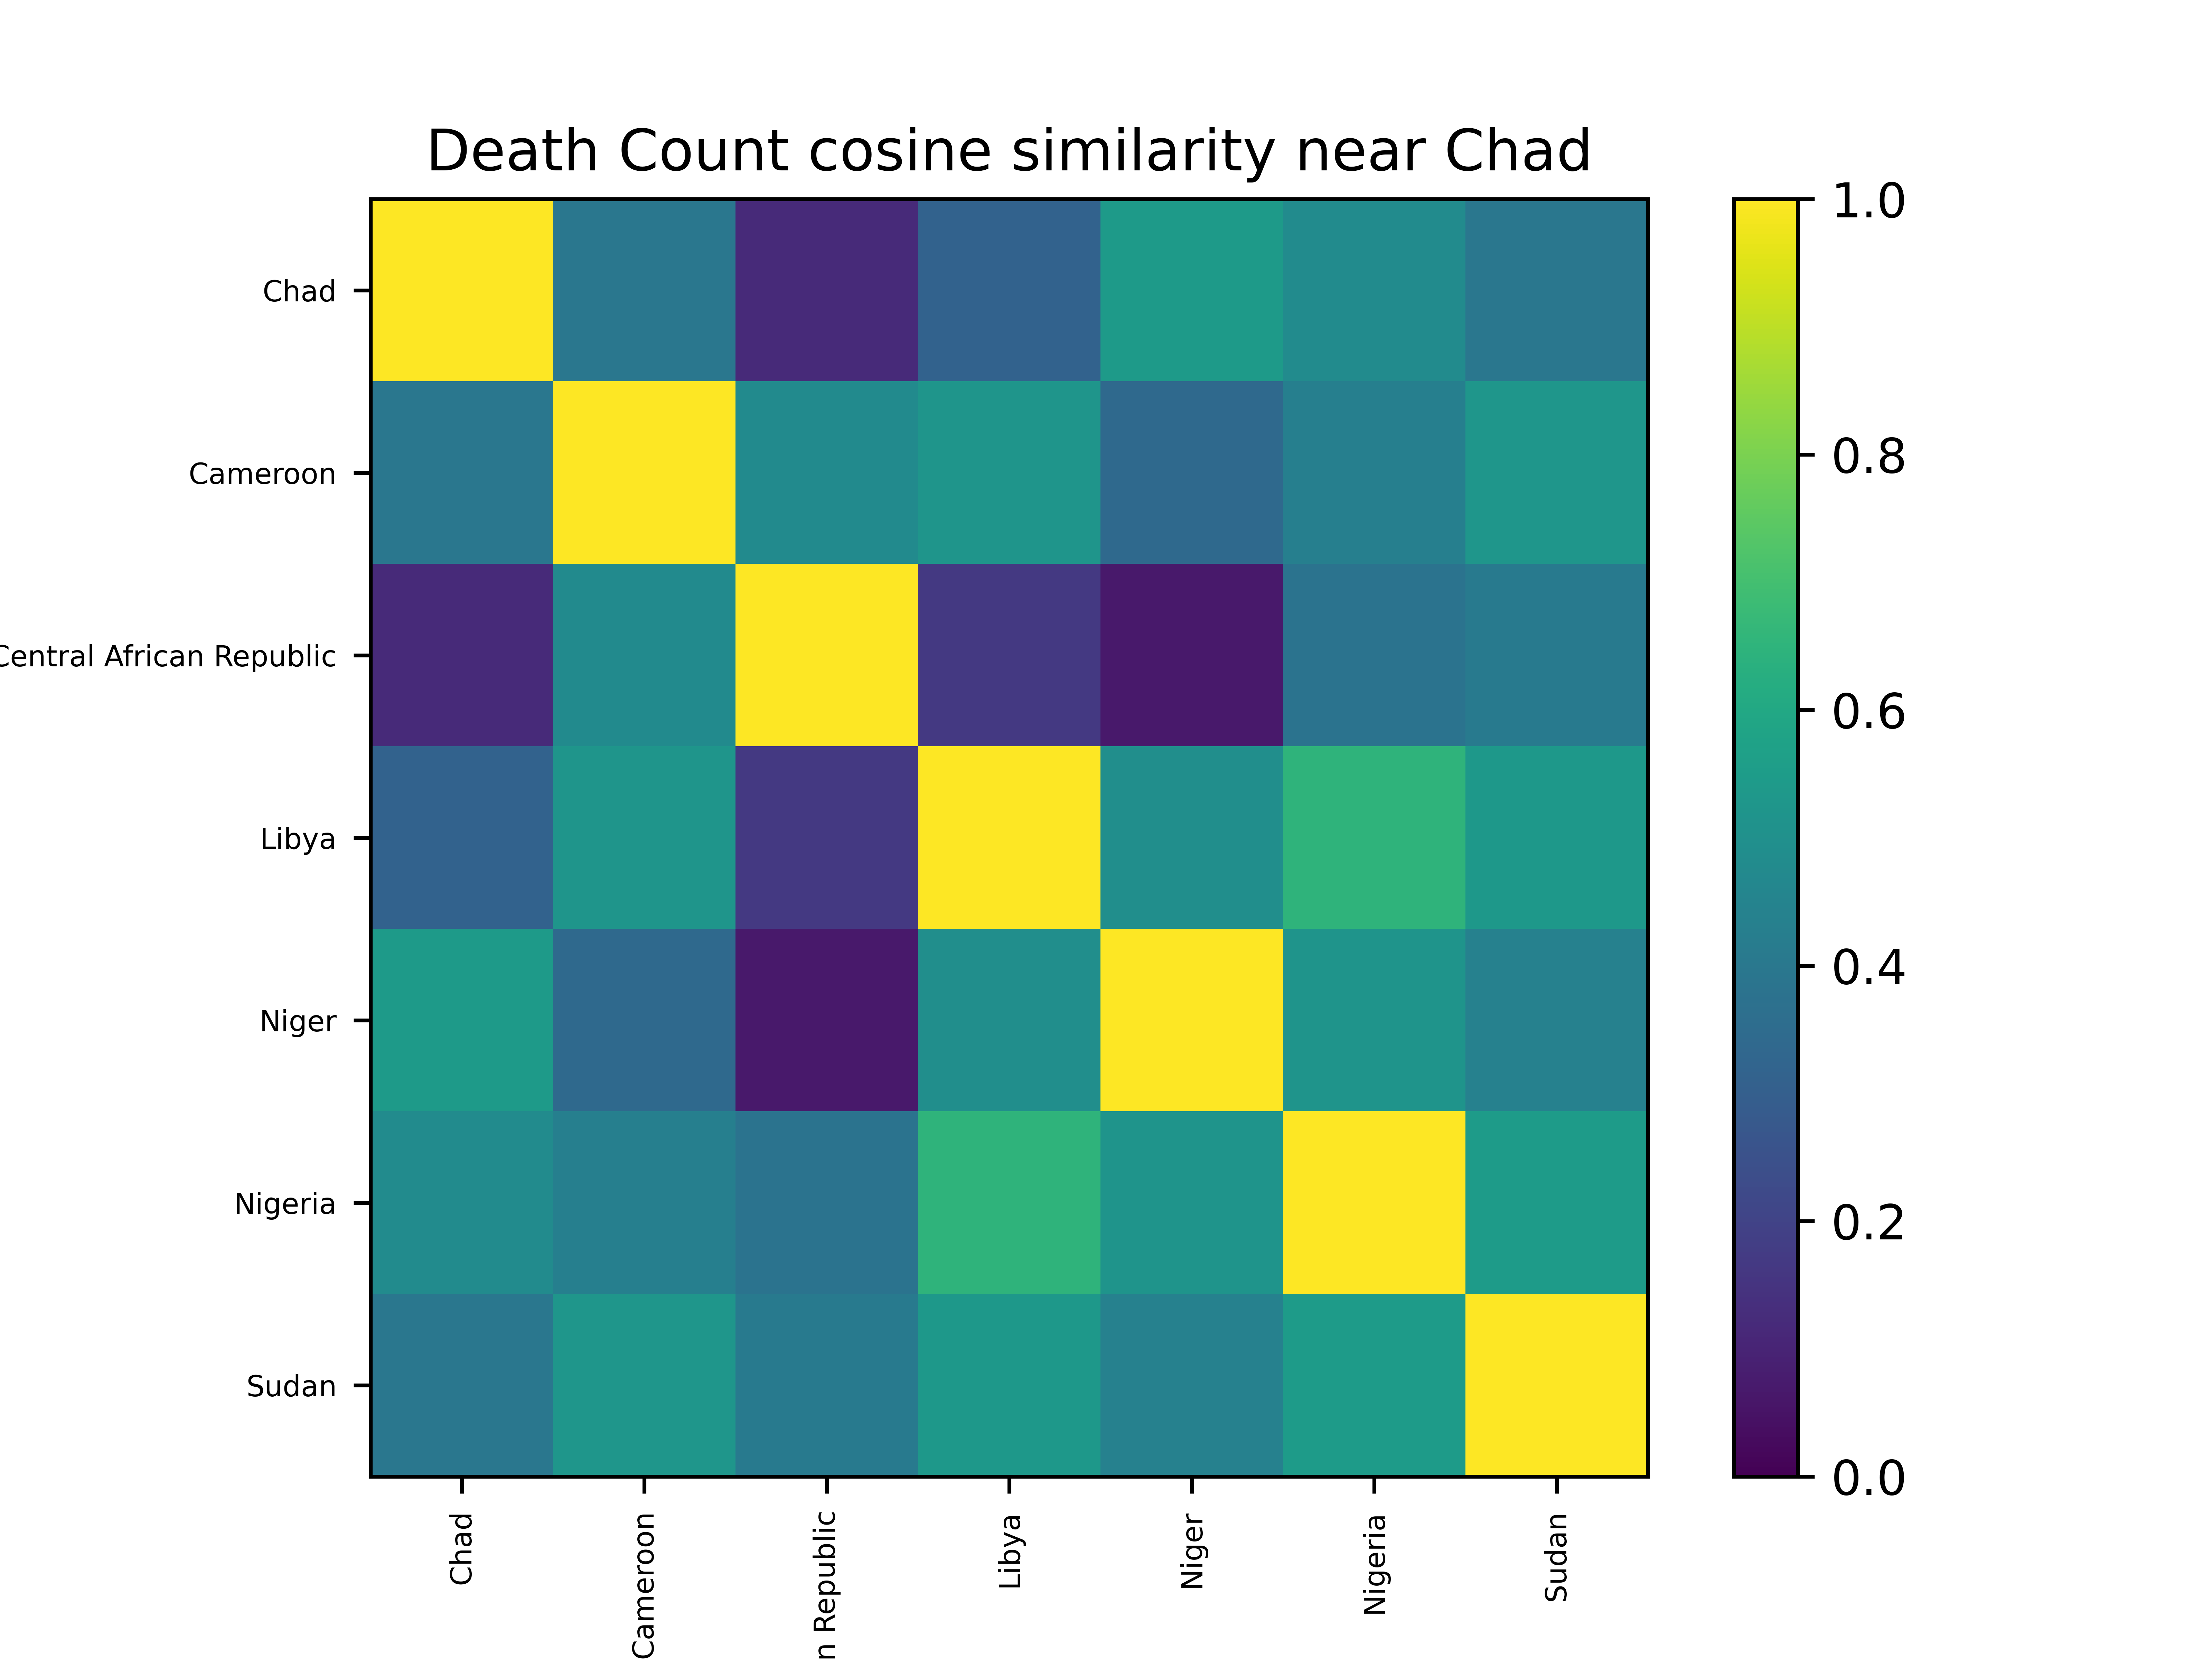 Death Count cosine similarity near Chad
Chad
Cameroon
Central African Republic
Libya
Niger
Nigeria
Sudan
1.0
0.8
0.6
0.4
0.2
0.0
Chad
Cameroon
n Republic
Libya
Niger
Nigeria
Sudan